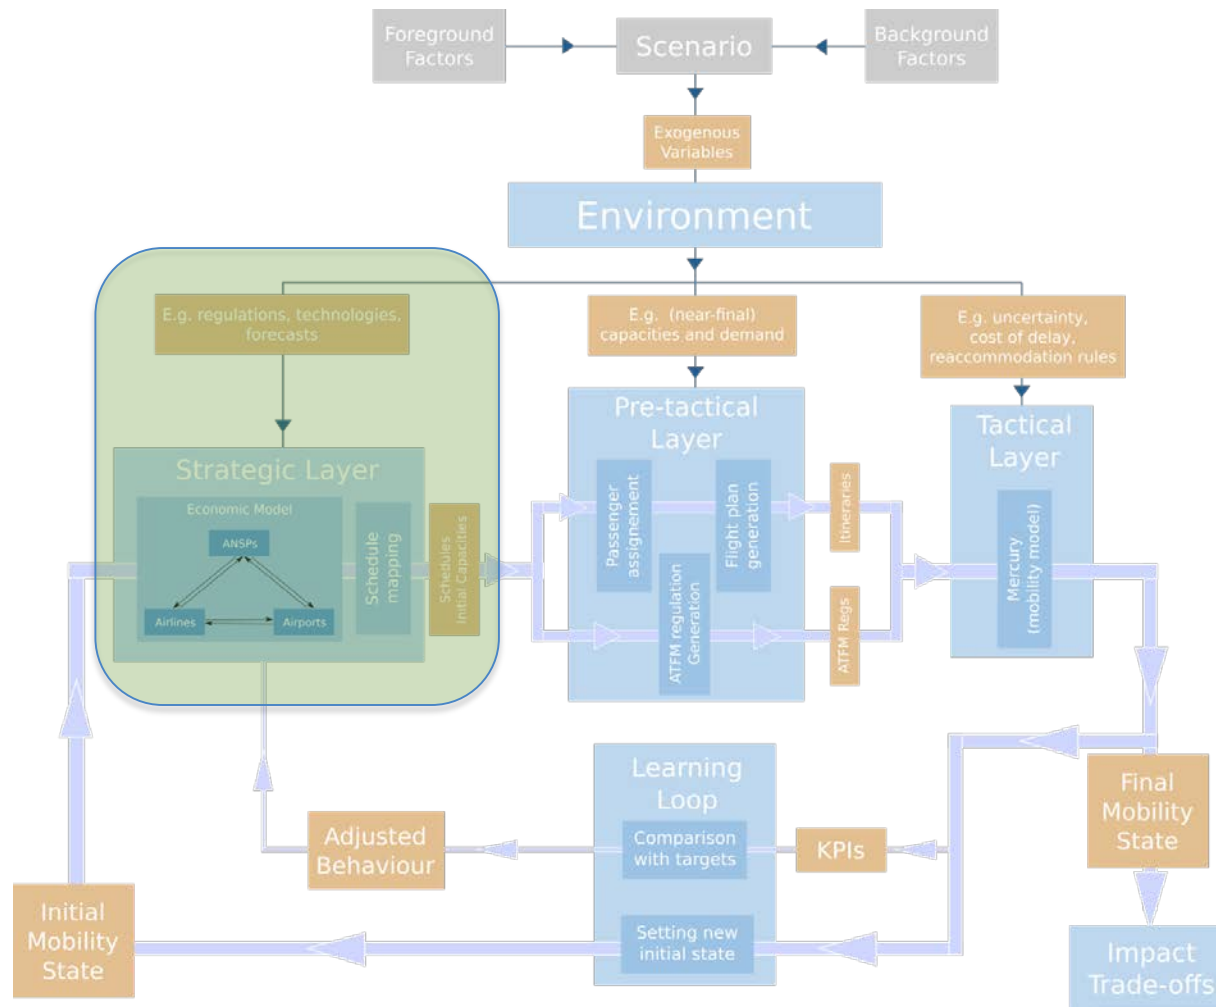 Foreground
Factors
Scenario
Background
Factors
Exogenous
Variables
Environment
E.g. regulations, technologies,
forecasts
E.g. (near-final)
capacities and demand
E.g. uncertainty,
cost of delay,
reaccommodation rules
Strategic Layer
Economic Model
ANSPs
Airlines
Airports
Schedule
mapping
Schedules
Initial Capacities
Pre-tactical
Layer
Passenger
assignement
Flight plan
generation
ATFM regulation
Generation
Itineraries
ATFM Regs
Tactical
Layer
Mercury
(mobility model)
Learning
Loop
Comparison
with targets
Setting new
initial state
KPIs
Adjusted
Behaviour
Initial
Mobility
State
Final
Mobility
State
Impact
Trade-offs